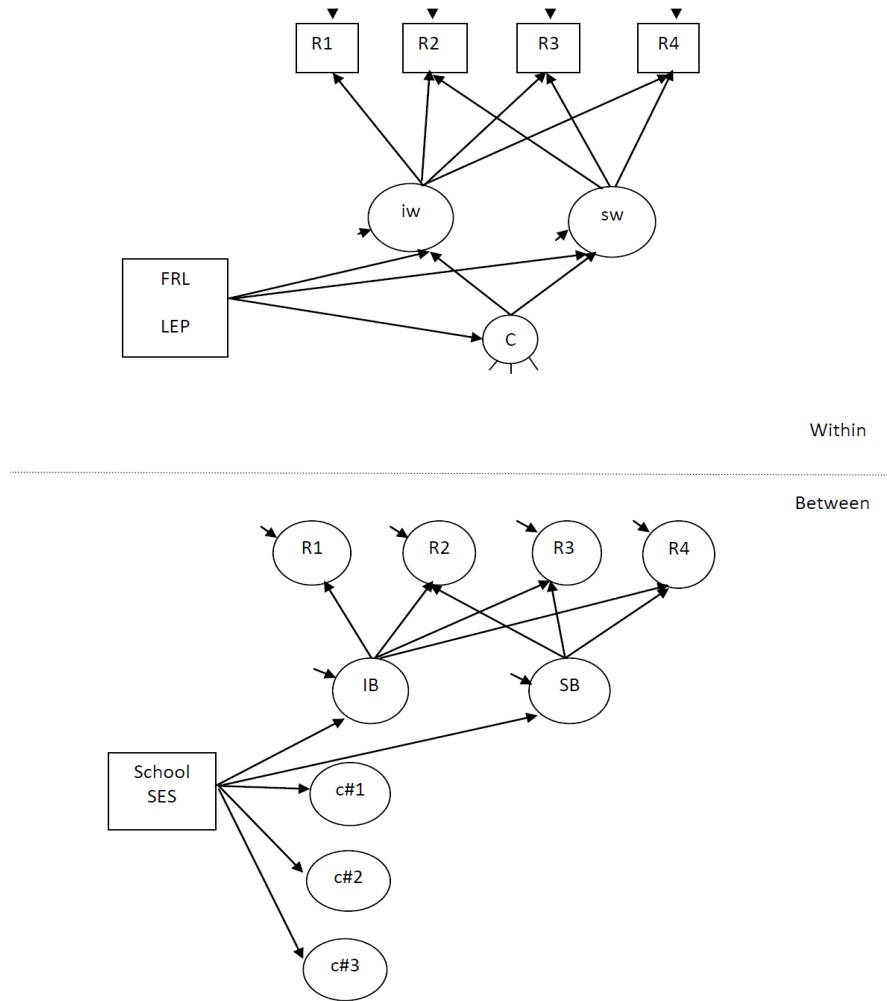 R1
R2
R3
R4
iw
sw
FRL
LEP
C
Within
Between
R1
R2
R3
R4
IB
SB
School
SES
c#1
c#2
c#3